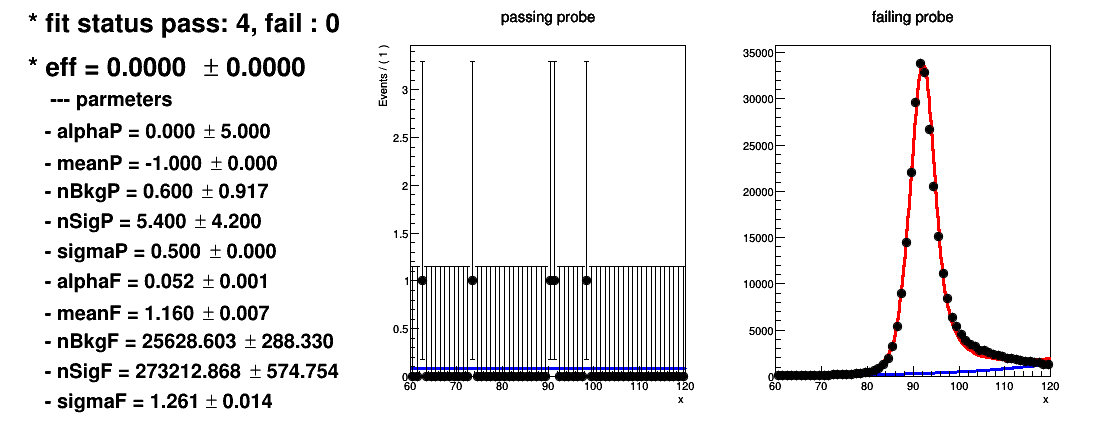 * fit status pass: 4, fail : 0
* eff = 0.0000 ± 0.0000
--- parmeters
- alphaP = 0.000 ± 5.000
- meanP = -1.000 ± 0.000
- nBkgP = 0.600 ± 0.917
- nSigP = 5.400 ± 4.200
- sigmaP = 0.500 ± 0.000
- alphaF = 0.052 ± 0.001
- meanF = 1.160 ± 0.007
- nBkgF = 25628.603 ± 288.330
- nSigF = 273212.868 ± 574.754
- sigmaF = 1.261 ± 0.014
passing probe
Events / ( 1 )
3
2.5
2
1.5
1
0.5
0
60 70 80 90 100 110 120
x
failing probe
35000
30000
25000
20000
15000
10000
5000
0
60 70 80 90 100 110 120
x